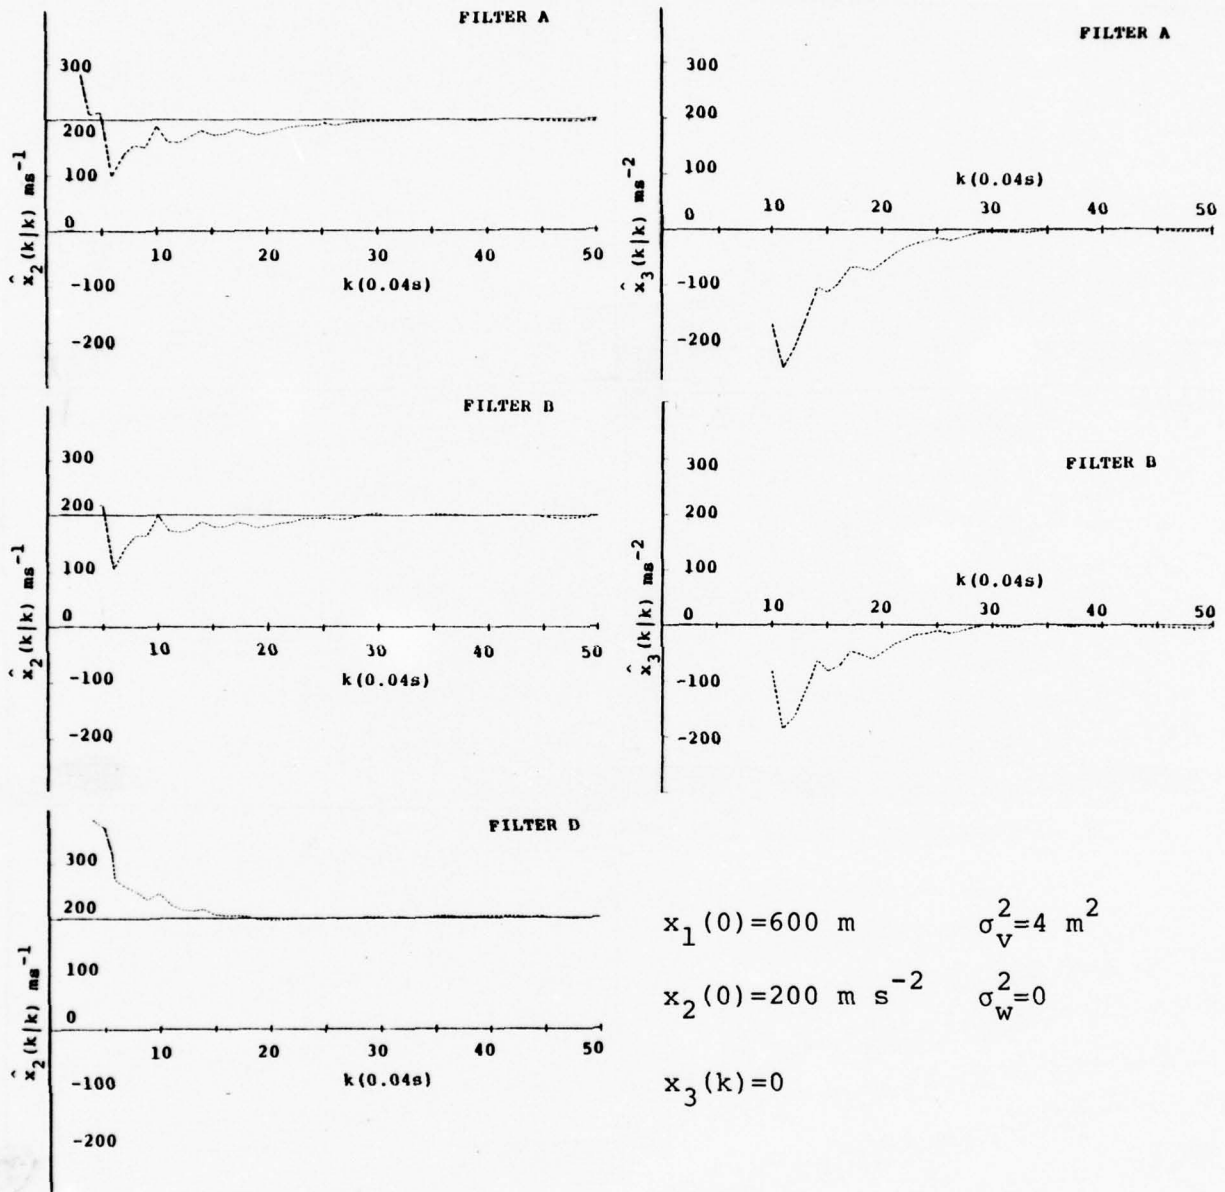 FILTER A
300
200
100
0
-100
-200
10 20 30 40 50
k(0.04s)
x̂₂(k|k) ms⁻¹
FILTER A
300
200
100
0
-100
-200
k(0.04s)
10 20 30 40 50
x̂₃(k|k) ms⁻²
FILTER B
300
200
100
0
-100
-200
10 20 30 40 50
k(0.04s)
x̂₂(k|k) ms⁻¹
FILTER B
300
200
100
0
-100
-200
k(0.04s)
10 20 30 40 50
x̂₃(k|k) ms⁻²
FILTER D
300
200
100
0
-100
-200
10 20 30 40 50
k(0.04s)
x̂₂(k|k) ms⁻¹
x₁(0)=600 m σᵥ²=4 m²
x₂(0)=200 m s⁻² σ_w²=0
x₃(k)=0